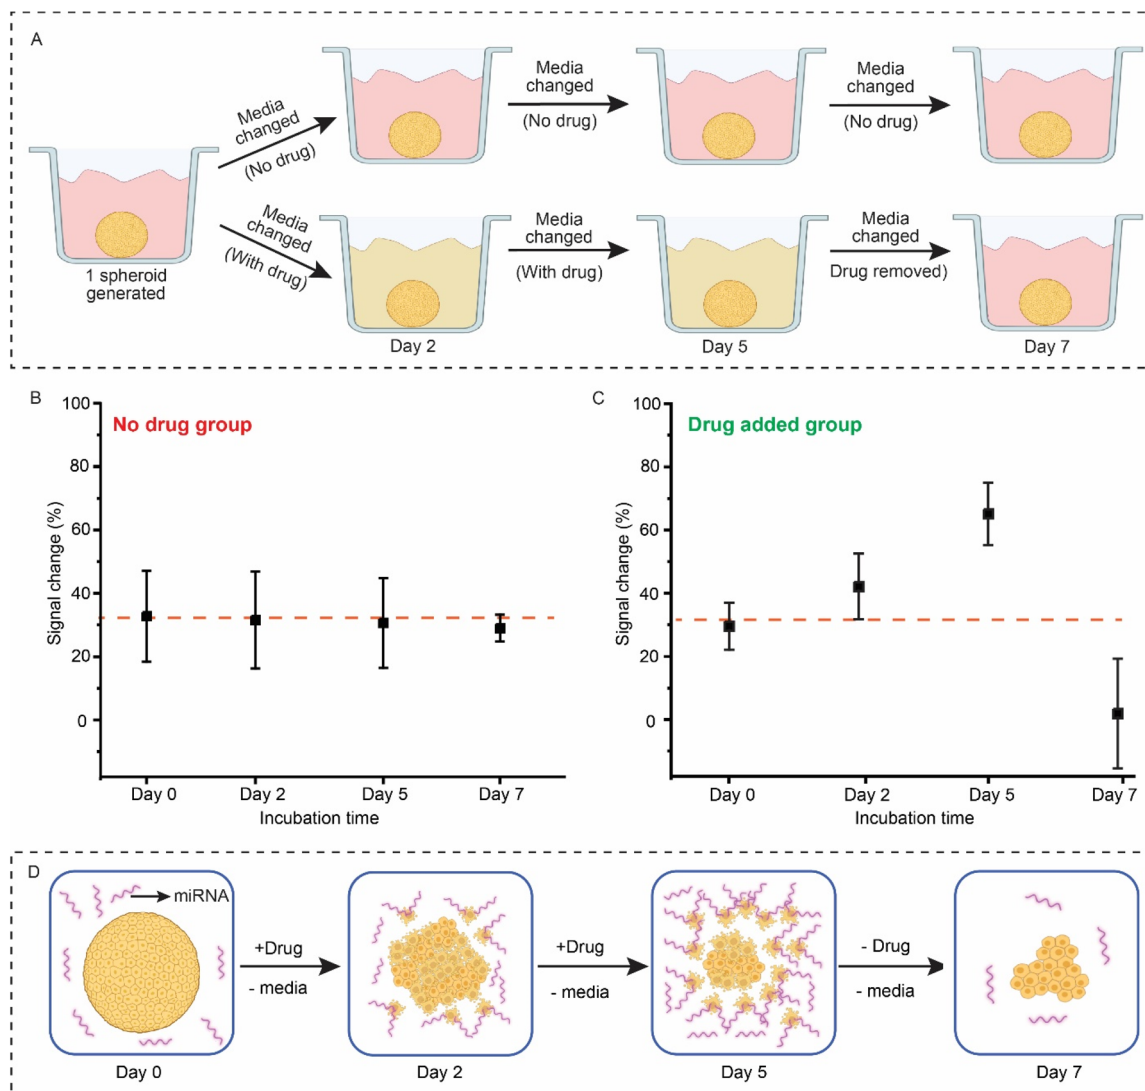 A
Media
changed
(No drug)
Media
changed
(No drug)
Media
changed
(No drug)
1 spheroid
generated
Media
changed
(With drug)
Media
changed
(With drug)
Media
changed
Drug removed)
Day 2
Day 5
Day 7
B
No drug group
Signal change (%)
100
80
60
40
20
0
Day 0
Day 2
Day 5
Day 7
Incubation time
C
Drug added group
Signal change (%)
100
80
60
40
20
0
Day 0
Day 2
Day 5
Day 7
Incubation time
D
miRNA
+Drug
- media
+Drug
- media
- Drug
- media
Day 0
Day 2
Day 5
Day 7